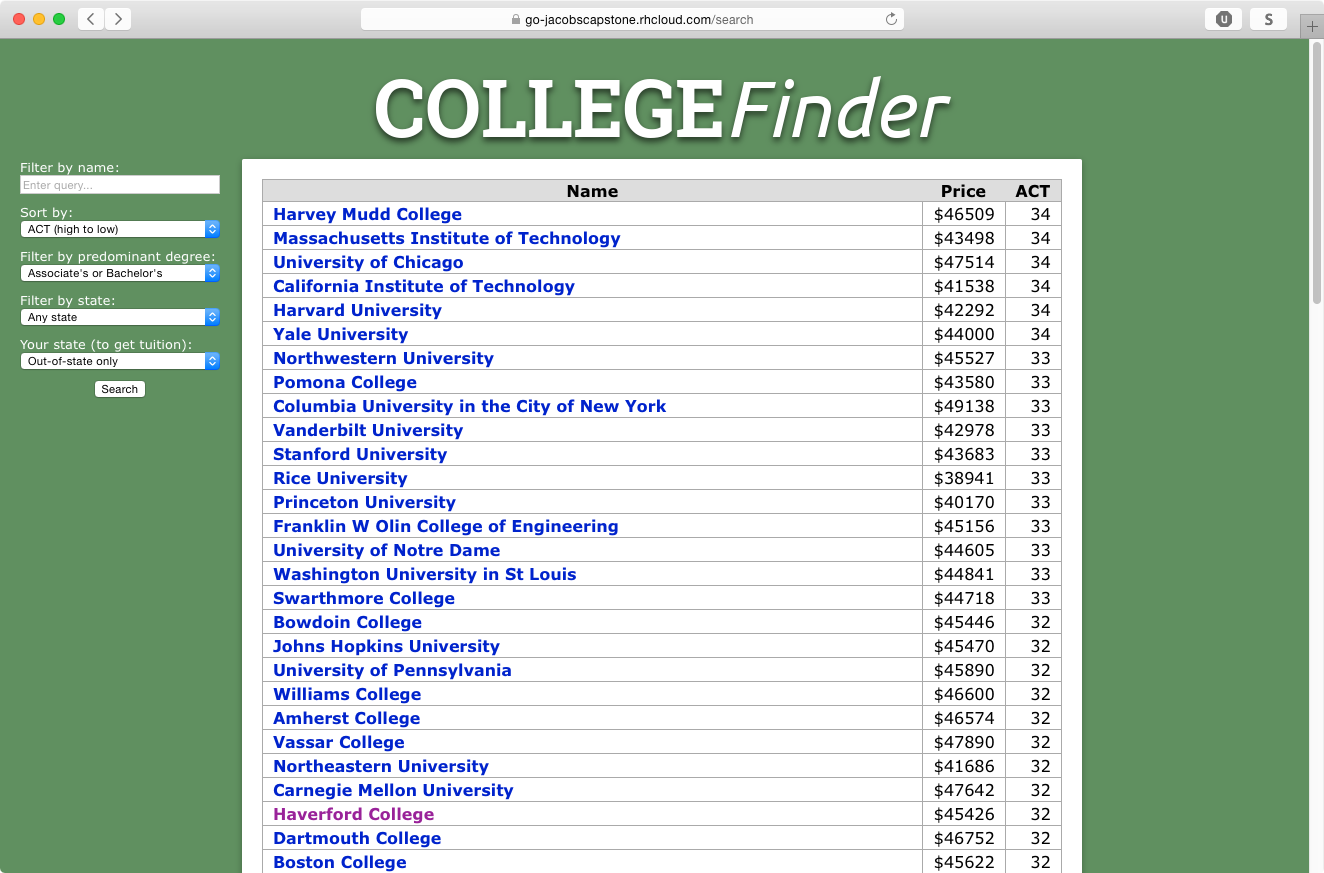 go-jacobscapstone.rhcloud.com/search
U
S
COLLEGE Finder
Filter by name:
Enter query...
Sort by:
ACT (high to low)
Filter by predominant degree:
Associate's or Bachelor's
Filter by state:
Any state
Your state (to get tuition):
Out-of-state only
Search
Name Price ACT
Harvey Mudd College $46509 34
Massachusetts Institute of Technology $43498 34
University of Chicago $47514 34
California Institute of Technology $41538 34
Harvard University $42292 34
Yale University $44000 34
Northwestern University $45527 33
Pomona College $43580 33
Columbia University in the City of New York $49138 33
Vanderbilt University $42978 33
Stanford University $43683 33
Rice University $38941 33
Princeton University $40170 33
Franklin W Olin College of Engineering $45156 33
University of Notre Dame $44605 33
Washington University in St Louis $44841 33
Swarthmore College $44718 33
Bowdoin College $45446 32
Johns Hopkins University $45470 32
University of Pennsylvania $45890 32
Williams College $46600 32
Amherst College $46574 32
Vassar College $47890 32
Northeastern University $41686 32
Carnegie Mellon University $47642 32
Haverford College $45426 32
Dartmouth College $46752 32
Boston College $45622 32